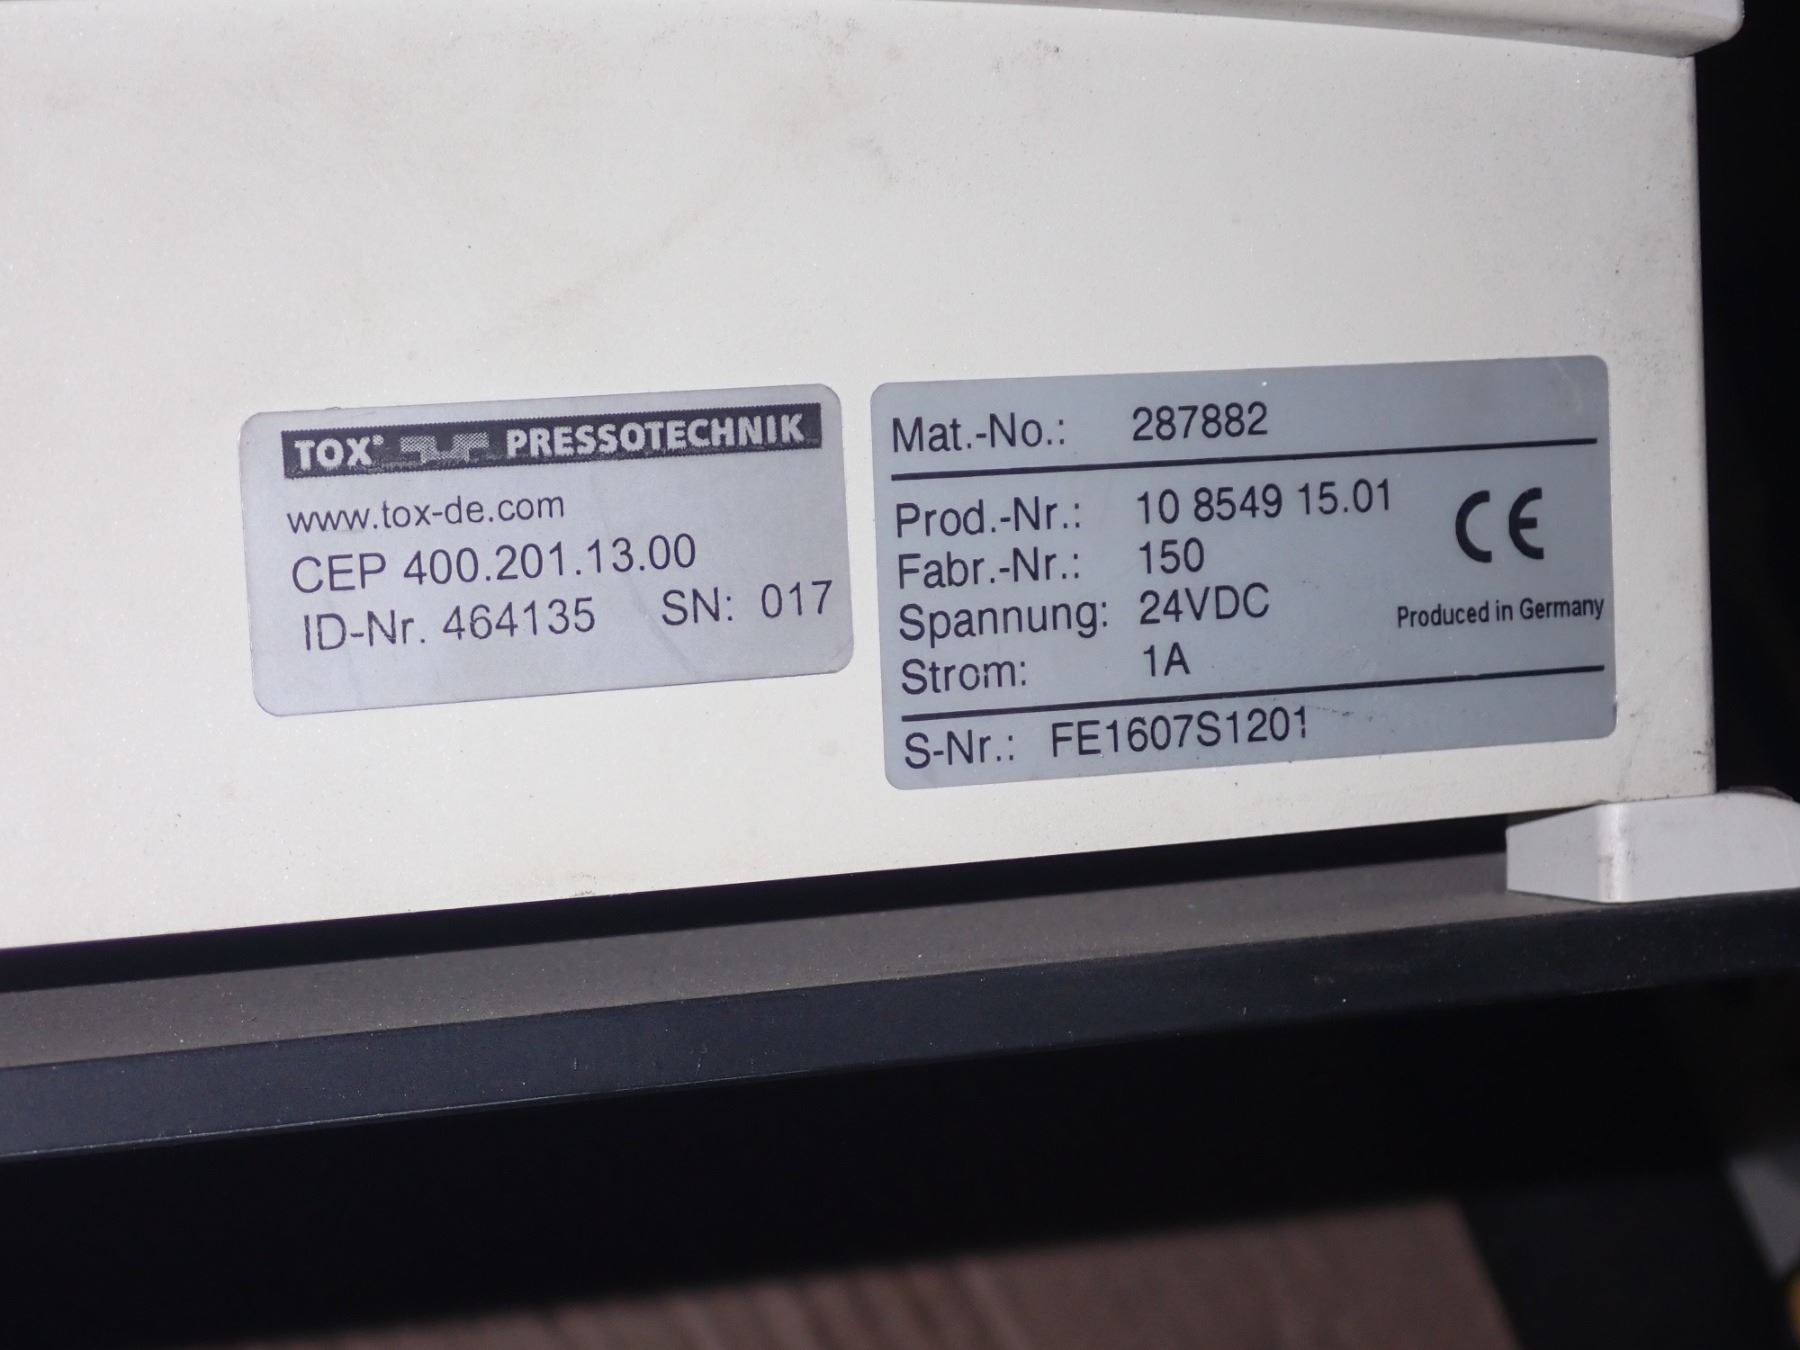 TOX® PRESSOTECHNIK
www.tox-de.com
CEP 400.201.13.00
ID-Nr. 464135 SN: 017
Mat.-No.: 287882
Prod.-Nr.: 10 8549 15.01
Fabr.-Nr.: 150
Spannung: 24VDC
Strom: 1A
CE
Produced in Germany
S-Nr.: FE1607S1201